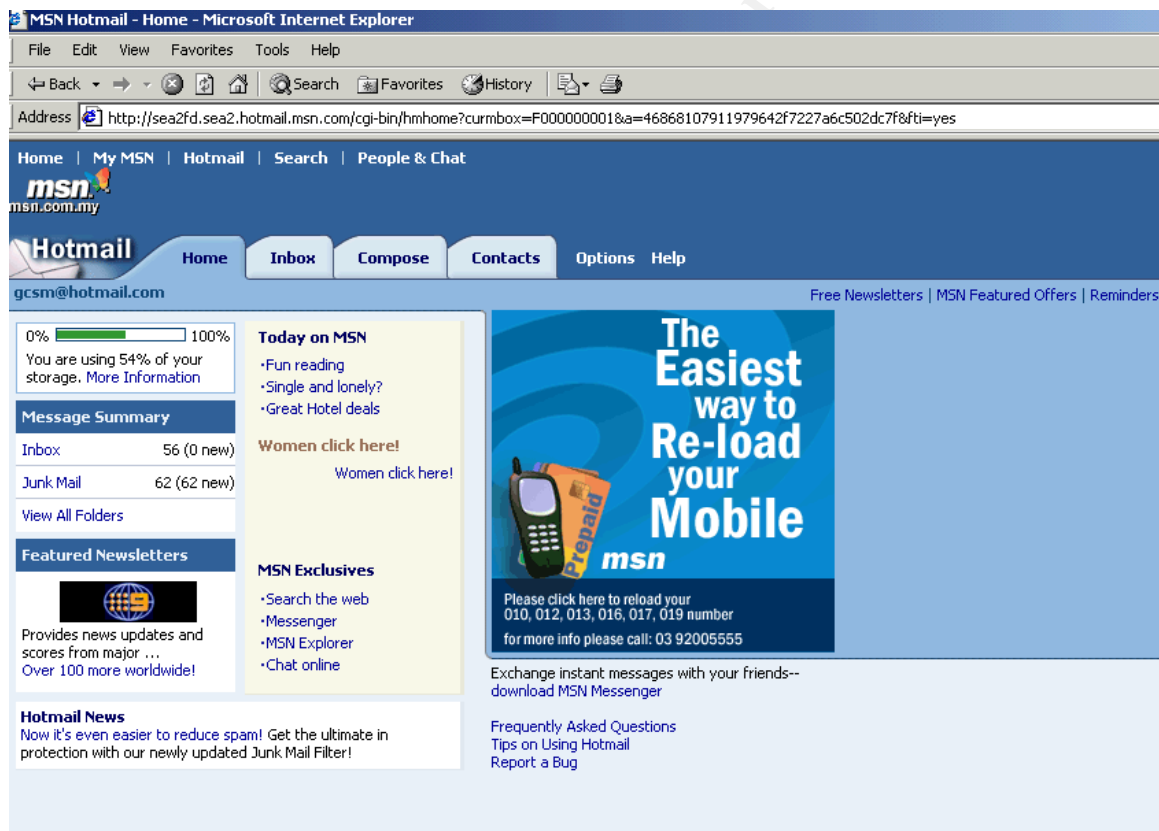 MSN Hotmail - Home - Microsoft Internet Explorer
File Edit View Favorites Tools Help
Back Search Favorites History
Address http://sea2fd.sea2.hotmail.msn.com/cgi-bin/hmhome?curmbox=F000000001&a=46868107911979642f7227a6c502dc7f&fti=yes
Home | My MSN | Hotmail | Search | People & Chat
msn
msn.com.my
Hotmail Home Inbox Compose Contacts Options Help
gcsm@hotmail.com
Free Newsletters | MSN Featured Offers | Reminders
0% 100%
You are using 54% of your
storage. More Information
Message Summary
Inbox 56 (0 new)
Junk Mail 62 (62 new)
View All Folders
Featured Newsletters
9
Provides news updates and
scores from major ...
Over 100 more worldwide!
Today on MSN
·Fun reading
·Single and lonely?
·Great Hotel deals
Women click here!
Women click here!
MSN Exclusives
·Search the web
·Messenger
·MSN Explorer
·Chat online
The
Easiest
way to
Re-load
your
Mobile
Prepaid
msn
Please click here to reload your
010, 012, 013, 016, 017, 019 number
for more info please call: 03 92005555
Exchange instant messages with your friends--
download MSN Messenger
Frequently Asked Questions
Tips on Using Hotmail
Report a Bug
Hotmail News
Now it's even easier to reduce spam! Get the ultimate in
protection with our newly updated Junk Mail Filter!